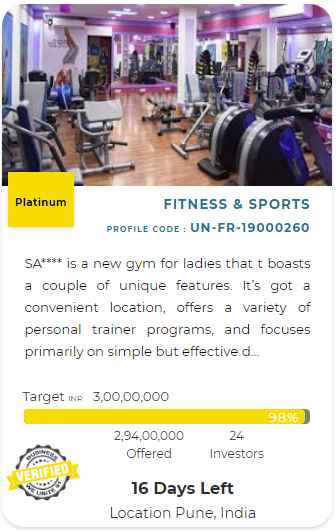 Platinum
FITNESS & SPORTS
PROFILE CODE : UN-FR-19000260
SA**** is a new gym for ladies that t boasts
a couple of unique features. It's got a
convenient location, offers a variety of
personal trainer programs, and focuses
primarily on simple but effective d...
Target INR 3,00,00,000
98%
2,94,00,000 24
Offered Investors
BUSINESS
VERIFIED
WE UNITE IT
16 Days Left
Location Pune, India